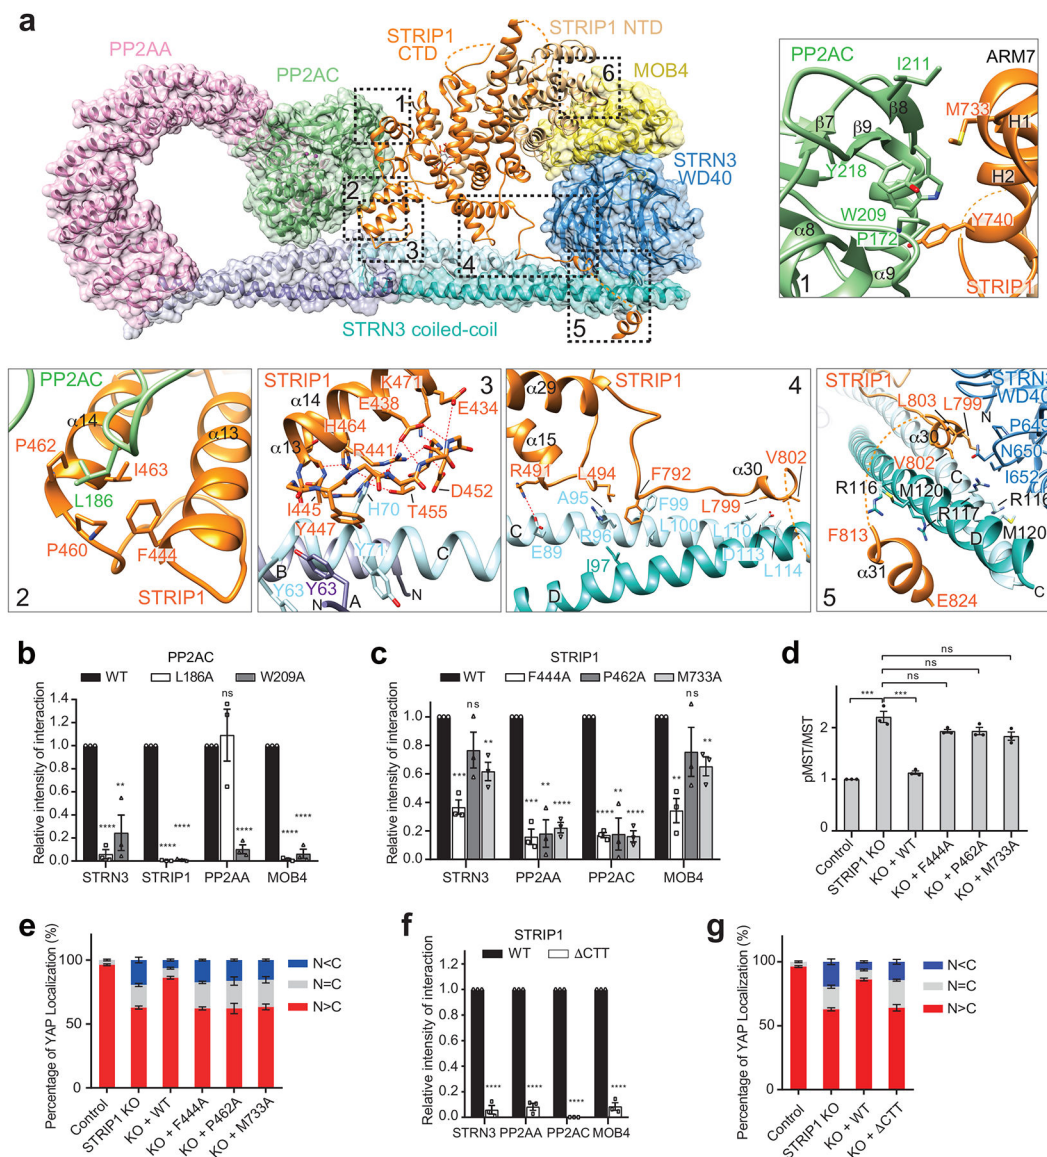 a
PP2AA
PP2AC
STRIP1 CTD
STRIP1 NTD
MOB4
STRN3 WD40
STRN3 coiled-coil
1
2
3
4
5
6
PP2AC
I211
ARM7
M733
H1
β8
β7
β9
Y218
H2
W209
P172
Y740
α8
α9
1
STRIP1
PP2AC
α14
α13
P462
I463
L186
P460
F444
STRIP1
2
STRIP1
3
K471
α14
E438
E434
H464
α13
R441
D452
I445
H70
T455
Y447
Y71
C
B
Y63
Y63
A
N
N
STRIP1
4
α29
α15
R491
L494
F792
V802
α30
A95
F99
L799
C
E89
R96
L100
L110
I97
D113
D
L114
STRIP1
STRN3 WD40
L803
L799
N
α30
P649
N650
V802
C
I652
R116
M120
R116
R117
F813
D
M120
α31
C
5
E824
b
PP2AC
WT
L186A
W209A
Relative intensity of interaction
1.4
1.2
1.0
0.8
0.6
0.4
0.2
0.0
ns
****
**
****
****
****
****
****
STRN3
STRIP1
PP2AA
MOB4
c
STRIP1
WT
F444A
P462A
M733A
Relative intensity of interaction
1.0
0.8
0.6
0.4
0.2
0.0
***
ns
**
***
**
****
****
**
****
**
ns
**
STRN3
PP2AA
PP2AC
MOB4
d
ns
ns
ns
***
***
pMST/MST
2
1
0
Control
STRIP1 KO
KO + WT
KO + F444A
KO + P462A
KO + M733A
e
Percentage of YAP Localization (%)
100
50
0
N<C
N=C
N>C
Control
STRIP1 KO
KO + WT
KO + F444A
KO + P462A
KO + M733A
f
STRIP1
WT
ΔCTT
Relative intensity of interaction
1.2
1.0
0.8
0.6
0.4
0.2
0.0
****
****
****
****
STRN3
PP2AA
PP2AC
MOB4
g
Percentage of YAP Localization (%)
100
50
0
N<C
N=C
N>C
Control
STRIP1 KO
KO + WT
KO + ΔCTT